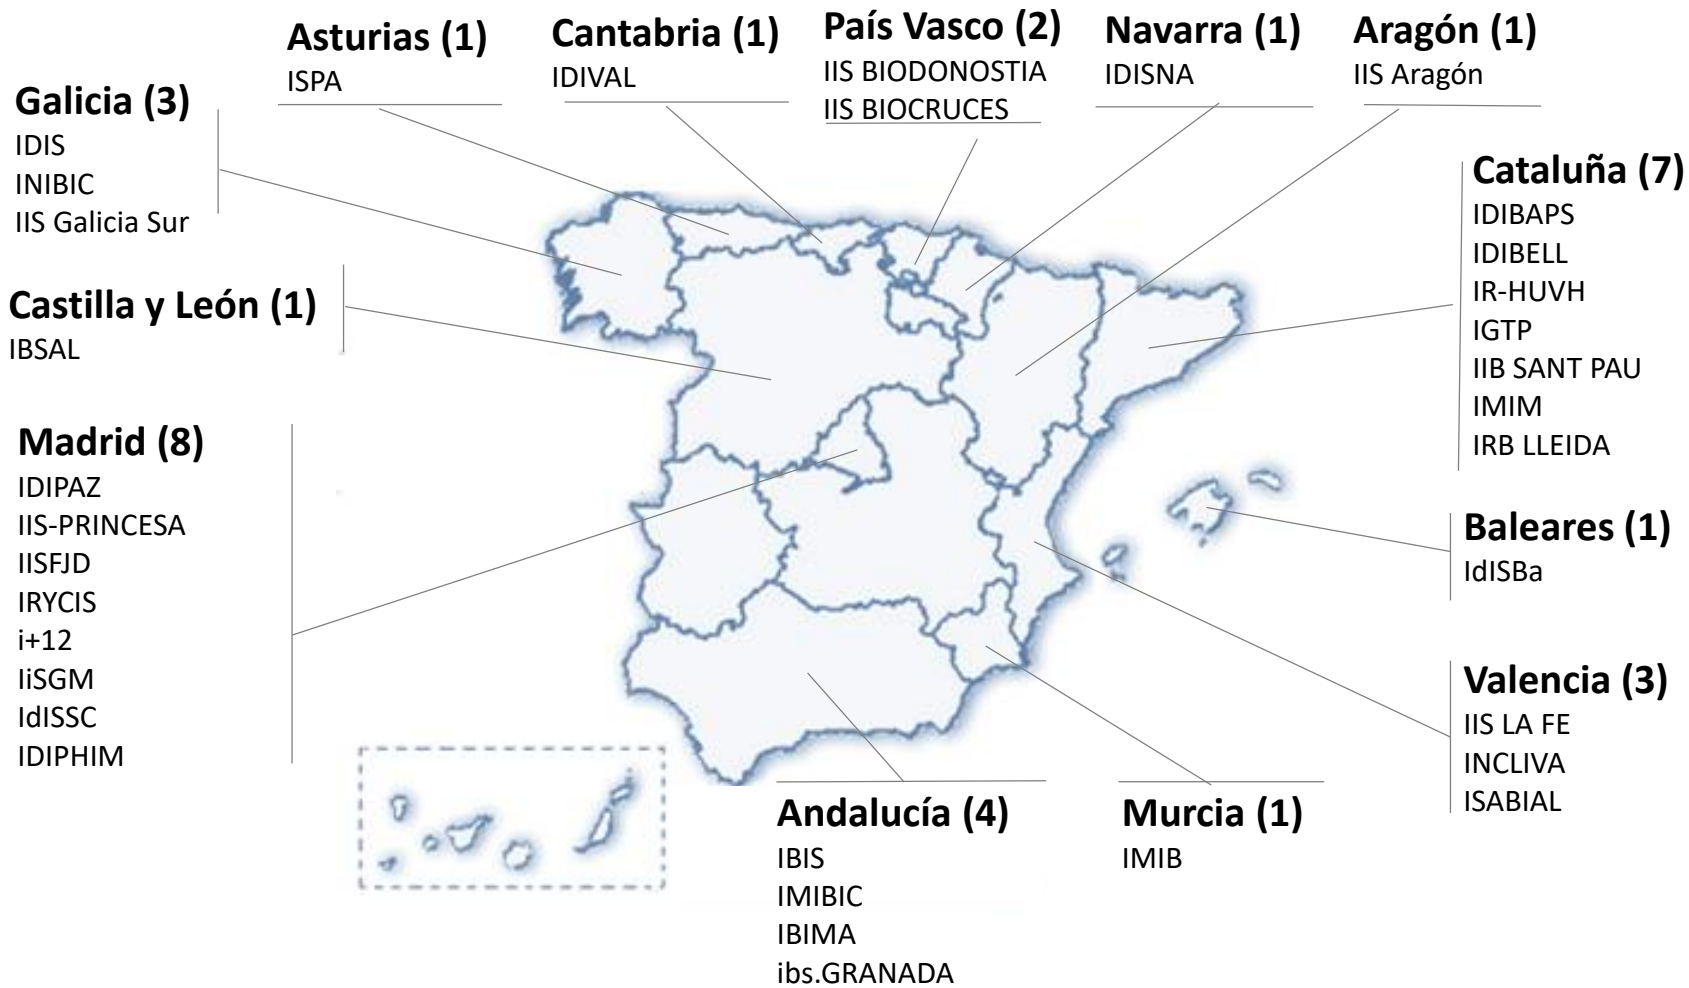 Asturias (1)
ISPA
Cantabria (1)
IDIVAL
País Vasco (2)
IIS BIODONOSTIA
IIS BIOCRUCES
Navarra (1)
IDISNA
Aragón (1)
IIS Aragón
Galicia (3)
IDIS
INIBIC
IIS Galicia Sur
Castilla y León (1)
IBSAL
Madrid (8)
IDIPAZ
IIS-PRINCESA
IISFJD
IRYCIS
i+12
IiSGM
IdISSC
IDIPHIM
Cataluña (7)
IDIBAPS
IDIBELL
IR-HUVH
IGTP
IIB SANT PAU
IMIM
IRB LLEIDA
Baleares (1)
IdISBa
Valencia (3)
IIS LA FE
INCLIVA
ISABIAL
Andalucía (4)
IBIS
IMIBIC
IBIMA
ibs.GRANADA
Murcia (1)
IMIB